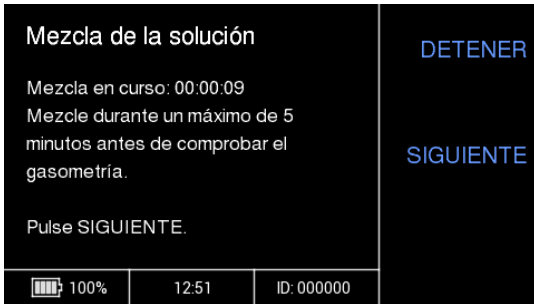 Mezcla de la solución
Mezcla en curso: 00:00:09
Mezcle durante un máximo de 5
minutos antes de comprobar el
gasometría.
Pulse SIGUIENTE.
DETENER
SIGUIENTE
100%
12:51
ID: 000000